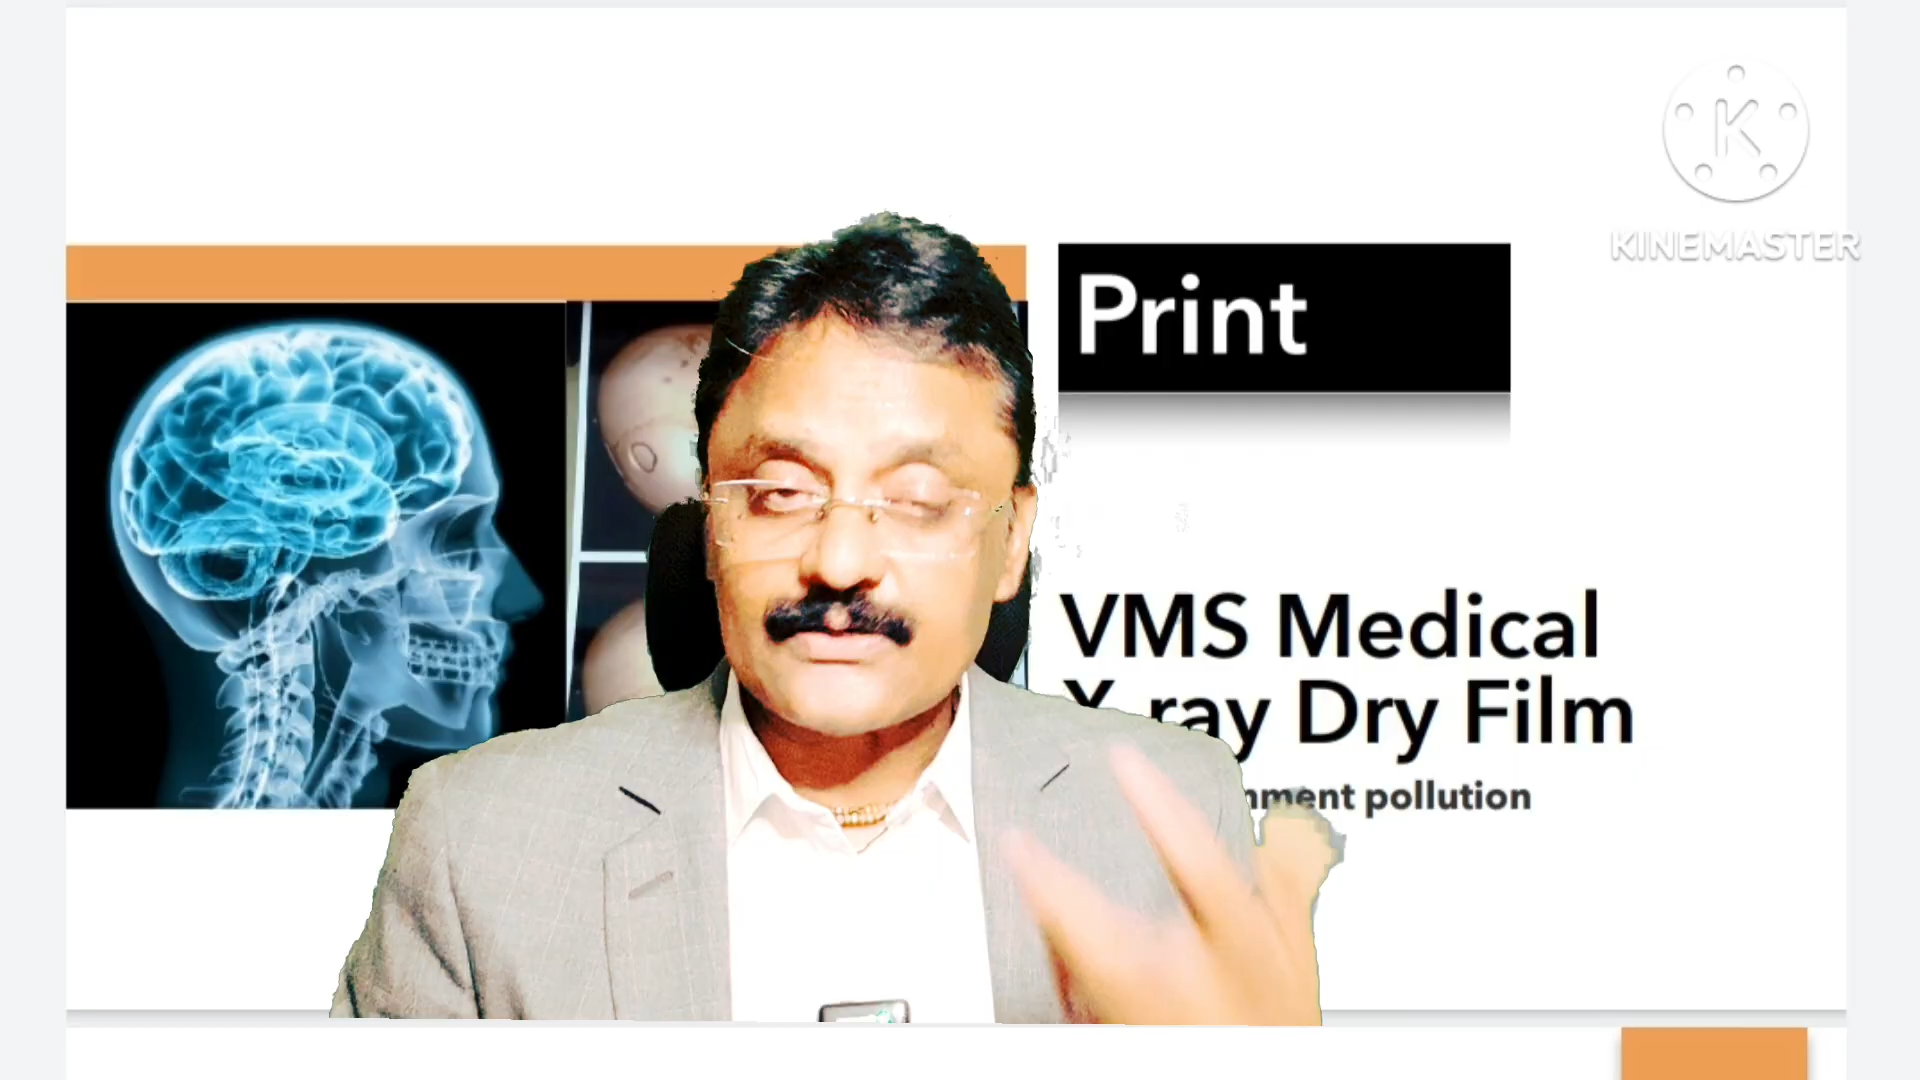 K
KINEMASTER
Print
VMS Medical
X-ray Dry Film
pollution